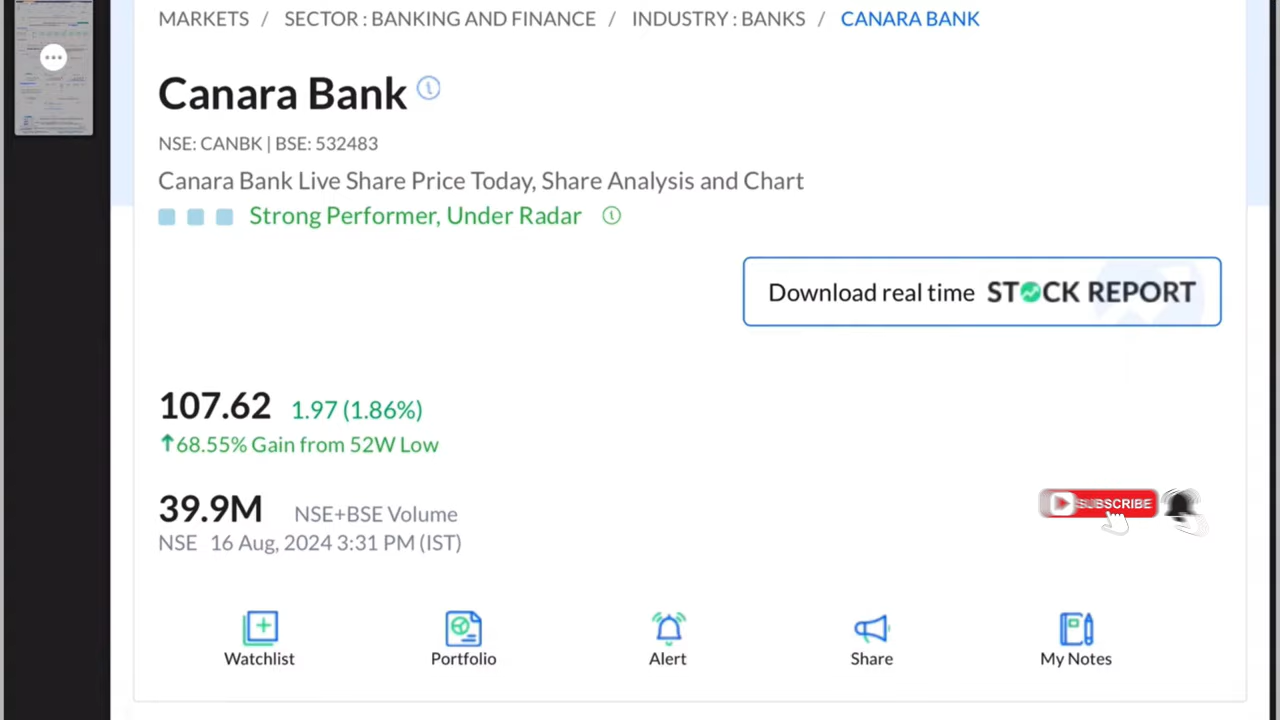 MARKETS / SECTOR : BANKING AND FINANCE / INDUSTRY : BANKS / CANARA BANK
Canara Bank
NSE: CANBK | BSE: 532483
Canara Bank Live Share Price Today, Share Analysis and Chart
Strong Performer, Under Radar
Download real time STOCK REPORT
107.62 1.97 (1.86%)
↑68.55% Gain from 52W Low
39.9M NSE+BSE Volume
SUBSCRIBE
NSE 16 Aug, 2024 3:31 PM (IST)
Watchlist Portfolio Alert Share My Notes